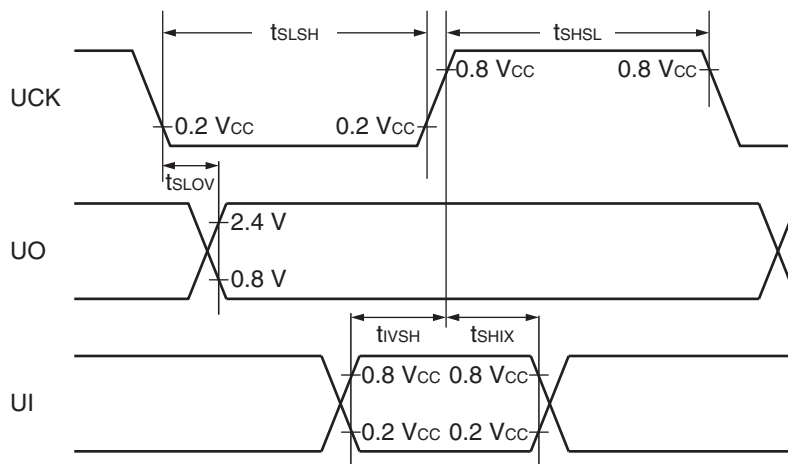 tSLSH tSHSL
0.8 VCC 0.8 VCC
UCK
0.2 VCC 0.2 VCC
tSLOV
2.4 V
UO
0.8 V
tIVSH tSHIX
0.8 VCC 0.8 VCC
UI
0.2 VCC 0.2 VCC